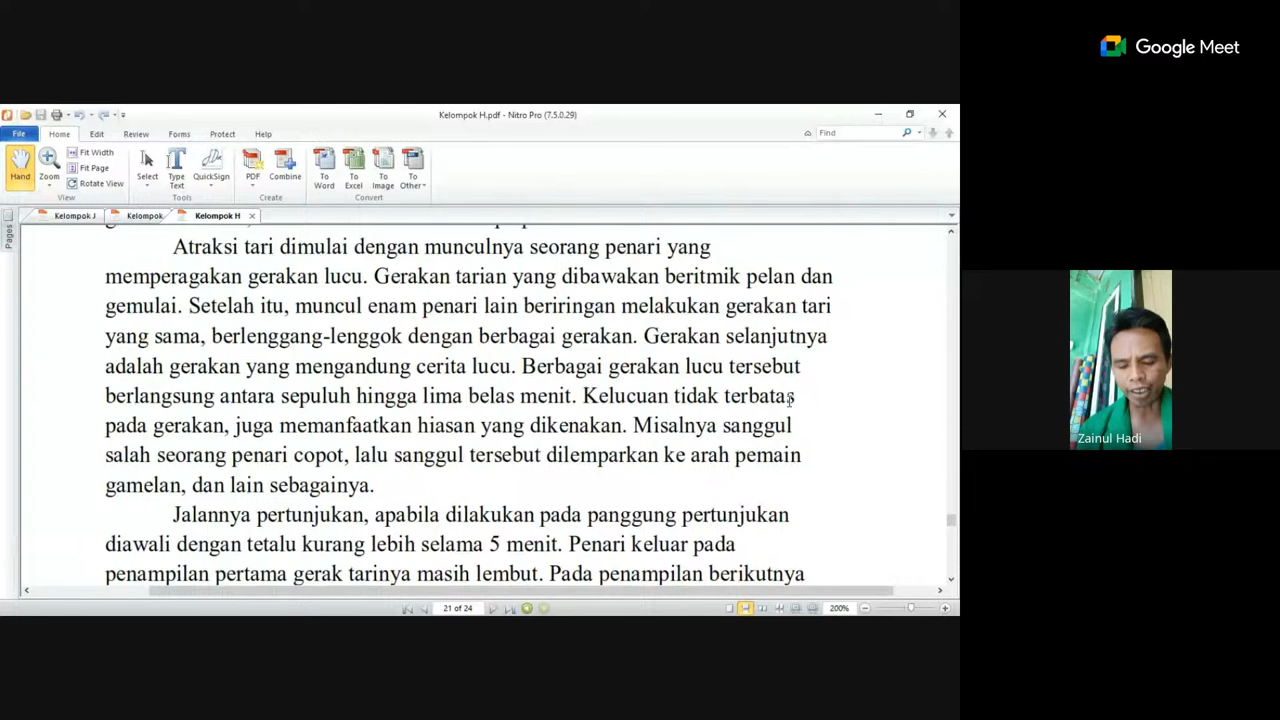 Google Meet
Kelompok H.pdf - Nitro Pro (7.5.0.29)
File Home Edit Review Forms Protect Help
Find
Hand
Zoom
Fit Width
Fit Page
Rotate View
View
Select
Type Text
QuickSign
Tools
PDF
Combine
Create
To Word
To Excel
To Image
To Other
Convert
Kelompok J
Kelompok
Kelompok H
Pages
Atraksi tari dimulai dengan munculnya seorang penari yang
memperagakan gerakan lucu. Gerakan tarian yang dibawakan beritmik pelan dan
gemulai. Setelah itu, muncul enam penari lain beriringan melakukan gerakan tari
yang sama, berlenggang-lenggok dengan berbagai gerakan. Gerakan selanjutnya
adalah gerakan yang mengandung cerita lucu. Berbagai gerakan lucu tersebut
berlangsung antara sepuluh hingga lima belas menit. Kelucuan tidak terbatas
pada gerakan, juga memanfaatkan hiasan yang dikenakan. Misalnya sanggul
salah seorang penari copot, lalu sanggul tersebut dilemparkan ke arah pemain
gamelan, dan lain sebagainya.
Jalannya pertunjukan, apabila dilakukan pada panggung pertunjukan
diawali dengan tetalu kurang lebih selama 5 menit. Penari keluar pada
penampilan pertama gerak tarinya masih lembut. Pada penampilan berikutnya
21 of 24
200%
Zainul Hadi